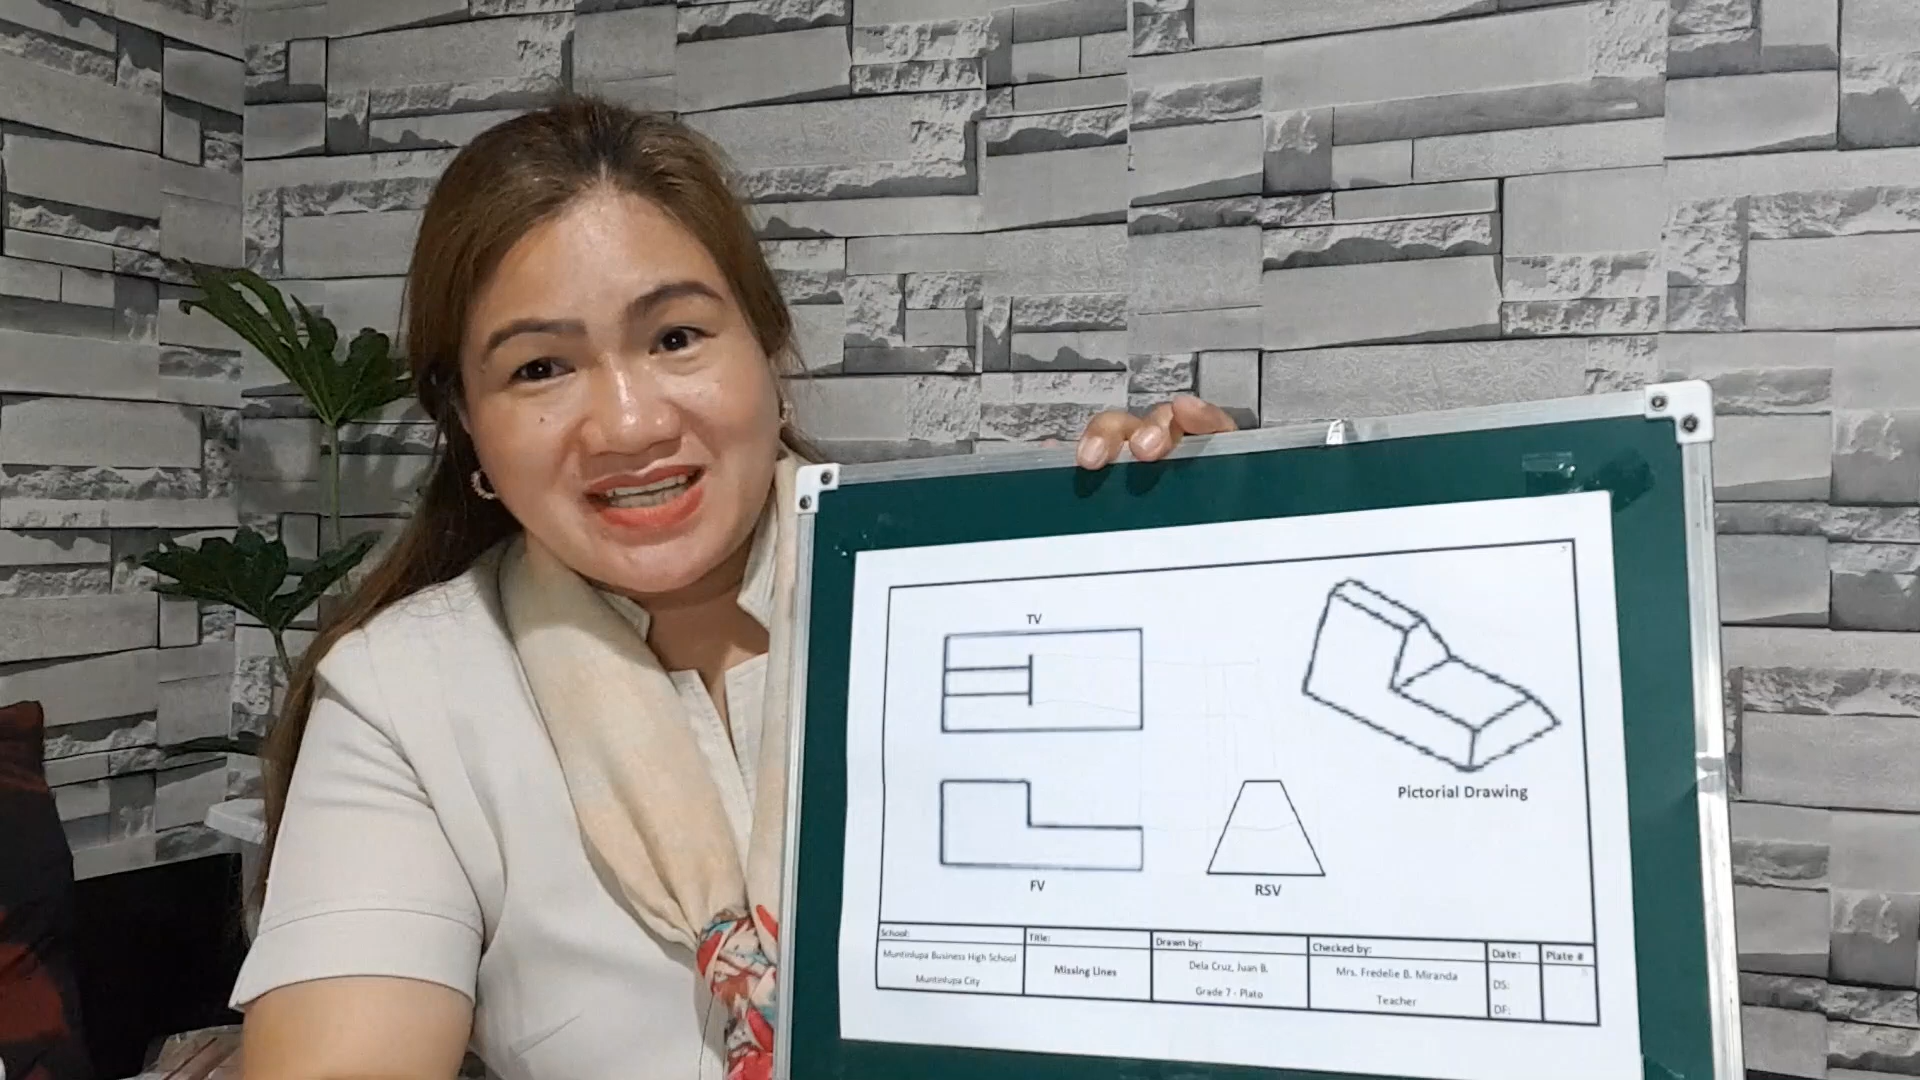 TV
Pictorial Drawing
FV
RSV
School:
Muntinlupa Business High School
Muntinlupa City
Title:
Missing Lines
Drawn by:
Dela Cruz, Juan B.
Grade 7 - Plato
Checked by:
Mrs. Fredelie B. Miranda
Teacher
Date:
DS:
DF:
Plate #